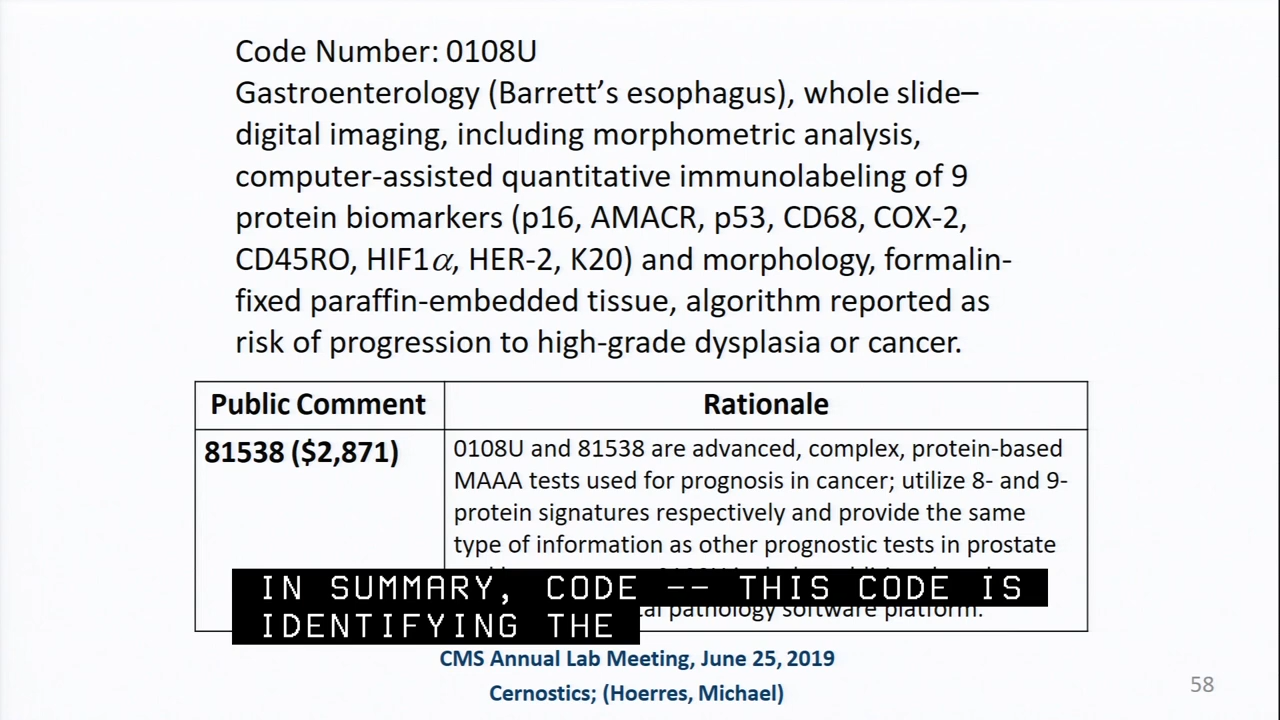 Code Number: 0108U
Gastroenterology (Barrett’s esophagus), whole slide–
digital imaging, including morphometric analysis,
computer-assisted quantitative immunolabeling of 9
protein biomarkers (p16, AMACR, p53, CD68, COX-2,
CD45RO, HIF1α, HER-2, K20) and morphology, formalin-
fixed paraffin-embedded tissue, algorithm reported as
risk of progression to high-grade dysplasia or cancer.
Public Comment
Rationale
81538 ($2,871)
0108U and 81538 are advanced, complex, protein-based
MAAA tests used for prognosis in cancer; utilize 8- and 9-
protein signatures respectively and provide the same
type of information as other prognostic tests in prostate
pathology software platform.
IN SUMMARY, CODE -- THIS CODE IS
IDENTIFYING THE
CMS Annual Lab Meeting, June 25, 2019
Cernostics; (Hoerres, Michael)
58